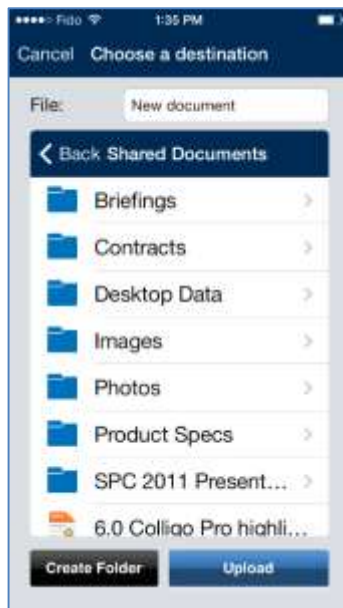 Fido 1:35 PM
Cancel Choose a destination
File: New document
Back Shared Documents
Briefings
Contracts
Desktop Data
Images
Photos
Product Specs
SPC 2011 Present...
6.0 Colligo Pro highli...
Create Folder Upload